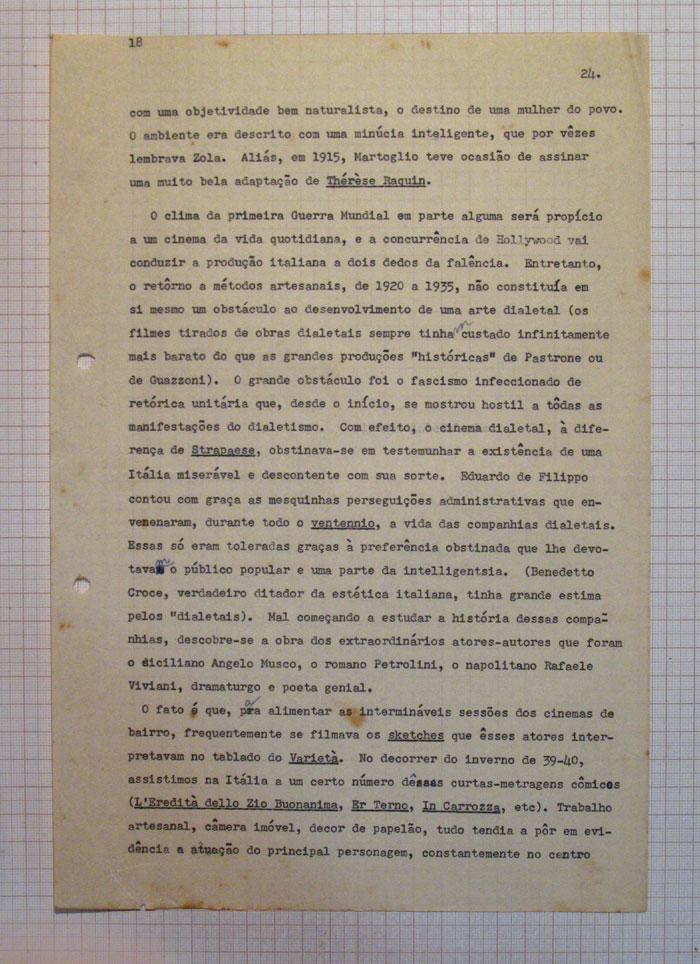 18
24.
com uma objetividade bem naturalista, o destino de uma mulher do povo.
O ambiente era descrito com uma minúcia inteligente, que por vêzes
lembrava Zola. Aliás, em 1915, Martoglio teve ocasião de assinar
uma muito bela adaptação de Thérèse Raquin.
O clima da primeira Guerra Mundial em parte alguma será propício
a um cinema da vida quotidiana, e a concurrência de Hollywood vai
conduzir a produção italiana a dois dedos da falência. Entretanto,
o retôrno a métodos artesanais, de 1920 a 1935, não constituía em
si mesmo um obstáculo ao desenvolvimento de uma arte dialetal (os
filmes tirados de obras dialetais sempre tinham custado infinitamente
mais barato do que as grandes produções "históricas" de Pastrone ou
de Guazzoni). O grande obstáculo foi o fascismo infeccionado de
retórica unitária que, desde o início, se mostrou hostil a tôdas as
manifestações do dialetismo. Com efeito, o cinema dialetal, à dife-
rença de Strapaese, obstinava-se em testemunhar a existência de uma
Itália miserável e descontente com sua sorte. Eduardo de Filippo
contou com graça as mesquinhas perseguições administrativas que en-
venenaram, durante todo o ventennio, a vida das companhias dialetais.
Essas só eram toleradas graças à preferência obstinada que lhe devo-
tavam o público popular e uma parte da intelligentsia. (Benedetto
Croce, verdadeiro ditador da estética italiana, tinha grande estima
pelos "dialetais). Mal começando a estudar a história dessas compa-
nhias, descobre-se a obra dos extraordinários atores-autores que foram
o siciliano Angelo Musco, o romano Petrolini, o napolitano Rafaele
Viviani, dramaturgo e poeta genial.
O fato é que, para alimentar as intermináveis sessões dos cinemas de
bairro, frequentemente se filmava os sketches que êsses atores inter-
pretavam no tablado do Varietà. No decorrer do inverno de 39-40,
assistimos na Itália a um certo número dêssas curtas-metragens cômicos
(L'Eredità dello Zio Buonanima, Er Terno, In Carrozza, etc). Trabalho
artesanal, câmera imóvel, decor de papelão, tudo tendia a pôr em evi-
dência a atuação do principal personagem, constantemente no centro